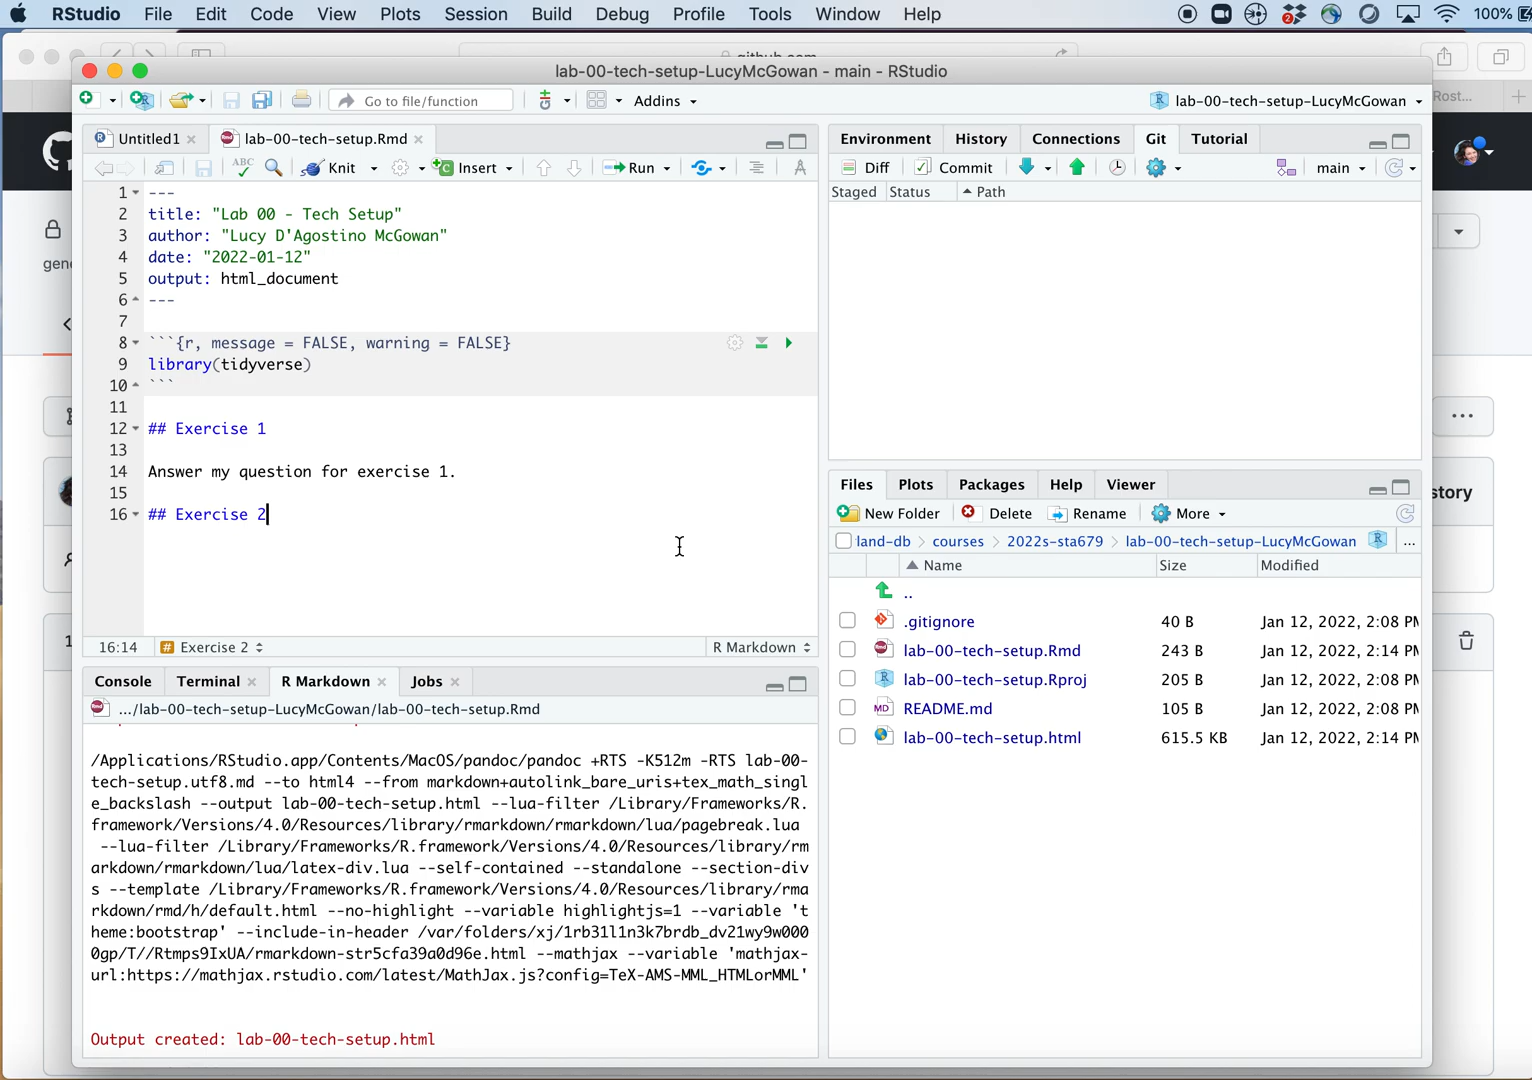 RStudio File Edit Code View Plots Session Build Debug Profile Tools Window Help 2 100%
github.com
lab-00-tech-setup-LucyMcGowan - main - RStudio
Go to file/function Addins lab-00-tech-setup-LucyMcGowan Rost...
Untitled1 lab-00-tech-setup.Rmd
ABC Knit Insert Run
1 ---
2 title: "Lab 00 - Tech Setup"
3 author: "Lucy D'Agostino McGowan"
4 date: "2022-01-12"
5 output: html_document
6 ---
7
8 ```{r, message = FALSE, warning = FALSE}
9 library(tidyverse)
10 ```
11
12 ## Exercise 1
13
14 Answer my question for exercise 1.
15
16 ## Exercise 2
16:14 # Exercise 2 R Markdown
Console Terminal R Markdown Jobs
.../lab-00-tech-setup-LucyMcGowan/lab-00-tech-setup.Rmd
/Applications/RStudio.app/Contents/MacOS/pandoc/pandoc +RTS -K512m -RTS lab-00-
tech-setup.utf8.md --to html4 --from markdown+autolink_bare_uris+tex_math_singl
e_backslash --output lab-00-tech-setup.html --lua-filter /Library/Frameworks/R.
framework/Versions/4.0/Resources/library/rmarkdown/rmarkdown/lua/pagebreak.lua
--lua-filter /Library/Frameworks/R.framework/Versions/4.0/Resources/library/rm
arkdown/rmarkdown/lua/latex-div.lua --self-contained --standalone --section-div
s --template /Library/Frameworks/R.framework/Versions/4.0/Resources/library/rma
rkdown/rmd/h/default.html --no-highlight --variable highlightjs=1 --variable 't
heme:bootstrap' --include-in-header /var/folders/xj/1rb31l1n3k7brdb_dv21wy9w000
0gp/T//Rtmps9IxUA/rmarkdown-str5cfa39a0d96e.html --mathjax --variable 'mathjax-
url:https://mathjax.rstudio.com/latest/MathJax.js?config=TeX-AMS-MML_HTMLorMML'
Output created: lab-00-tech-setup.html
Environment History Connections Git Tutorial
Diff Commit main
Staged Status Path
Files Plots Packages Help Viewer
New Folder Delete Rename More
land-db courses 2022s-sta679 lab-00-tech-setup-LucyMcGowan ...
Name Size Modified
..
.gitignore 40 B Jan 12, 2022, 2:08 PM
lab-00-tech-setup.Rmd 243 B Jan 12, 2022, 2:14 PM
lab-00-tech-setup.Rproj 205 B Jan 12, 2022, 2:08 PM
MD README.md 105 B Jan 12, 2022, 2:08 PM
lab-00-tech-setup.html 615.5 KB Jan 12, 2022, 2:14 PM
gene
1
story